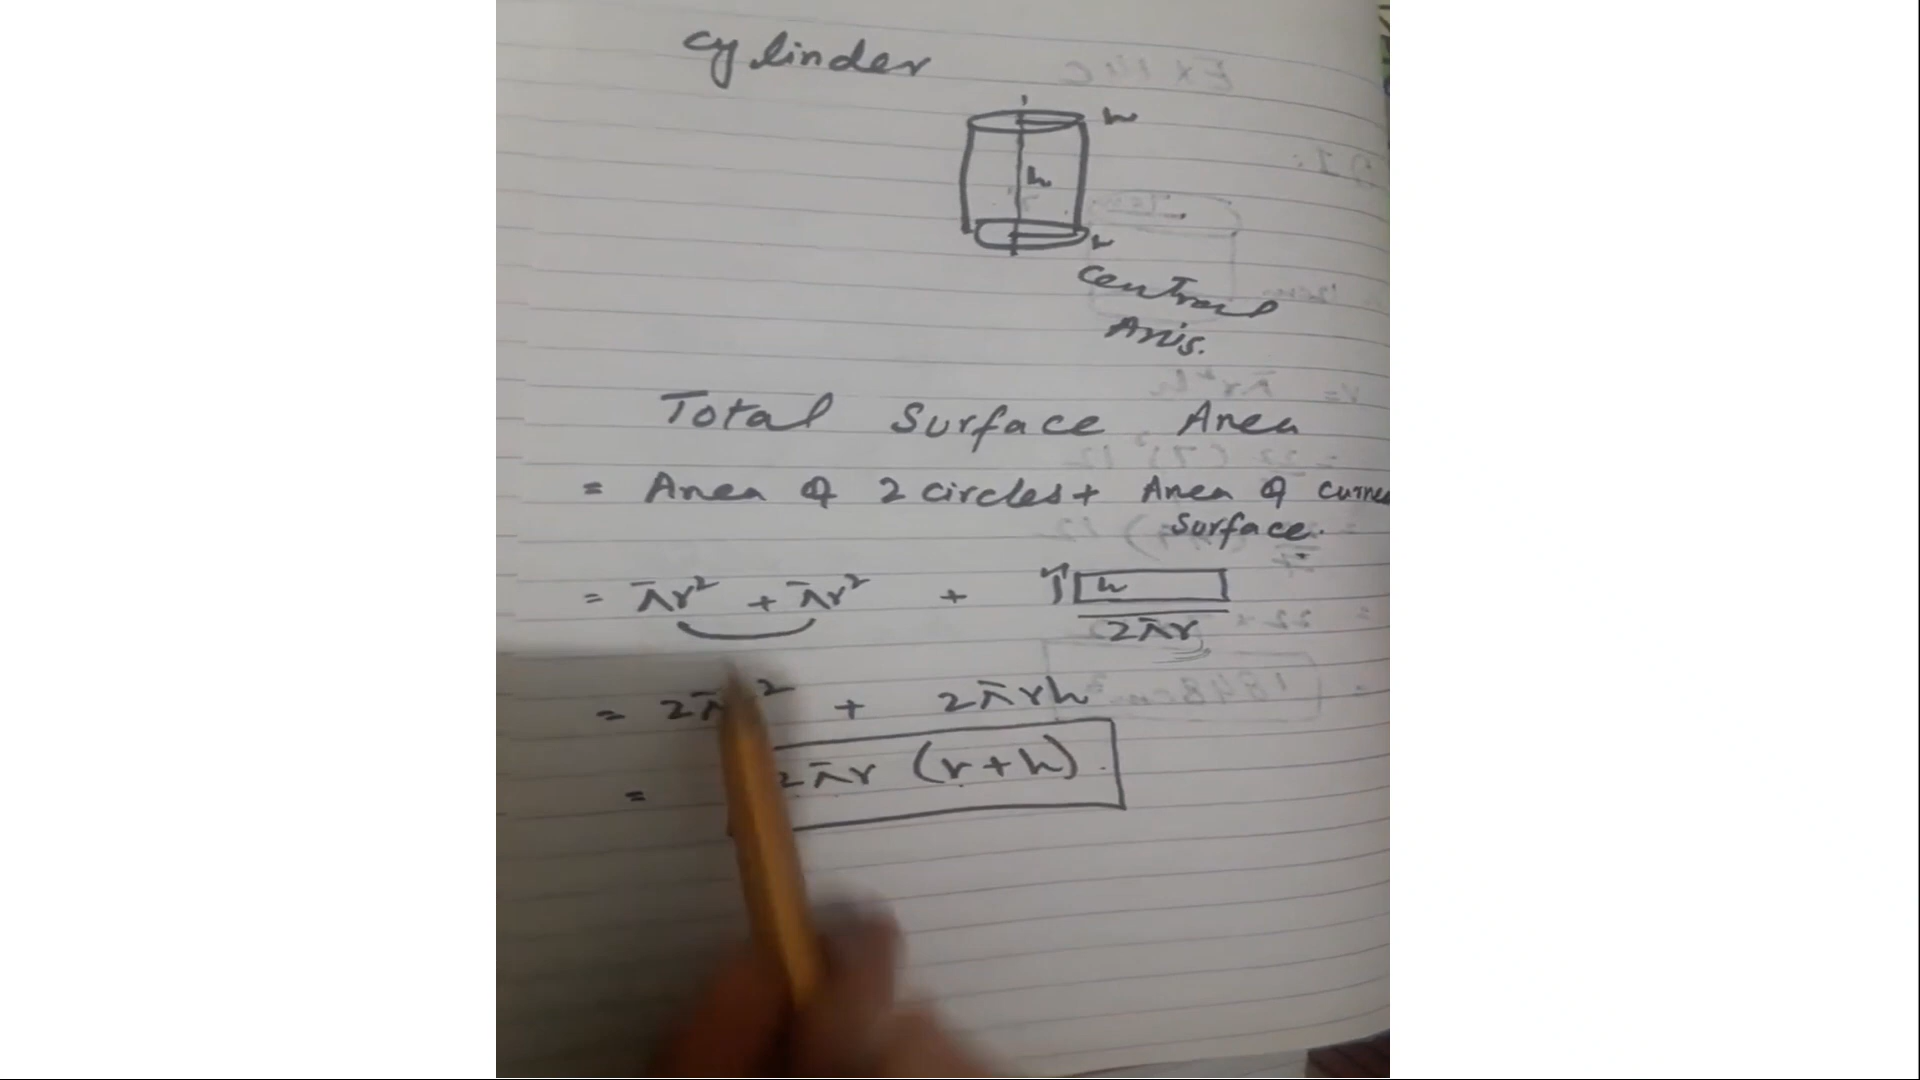 cylinder
r
h
r
central
Axis.
Total Surface Area
= Area of 2 circles + Area of curved
surface.
= πr² + πr² + h
2πr
= 2πr² + 2πrh
= 2πr (r+h)